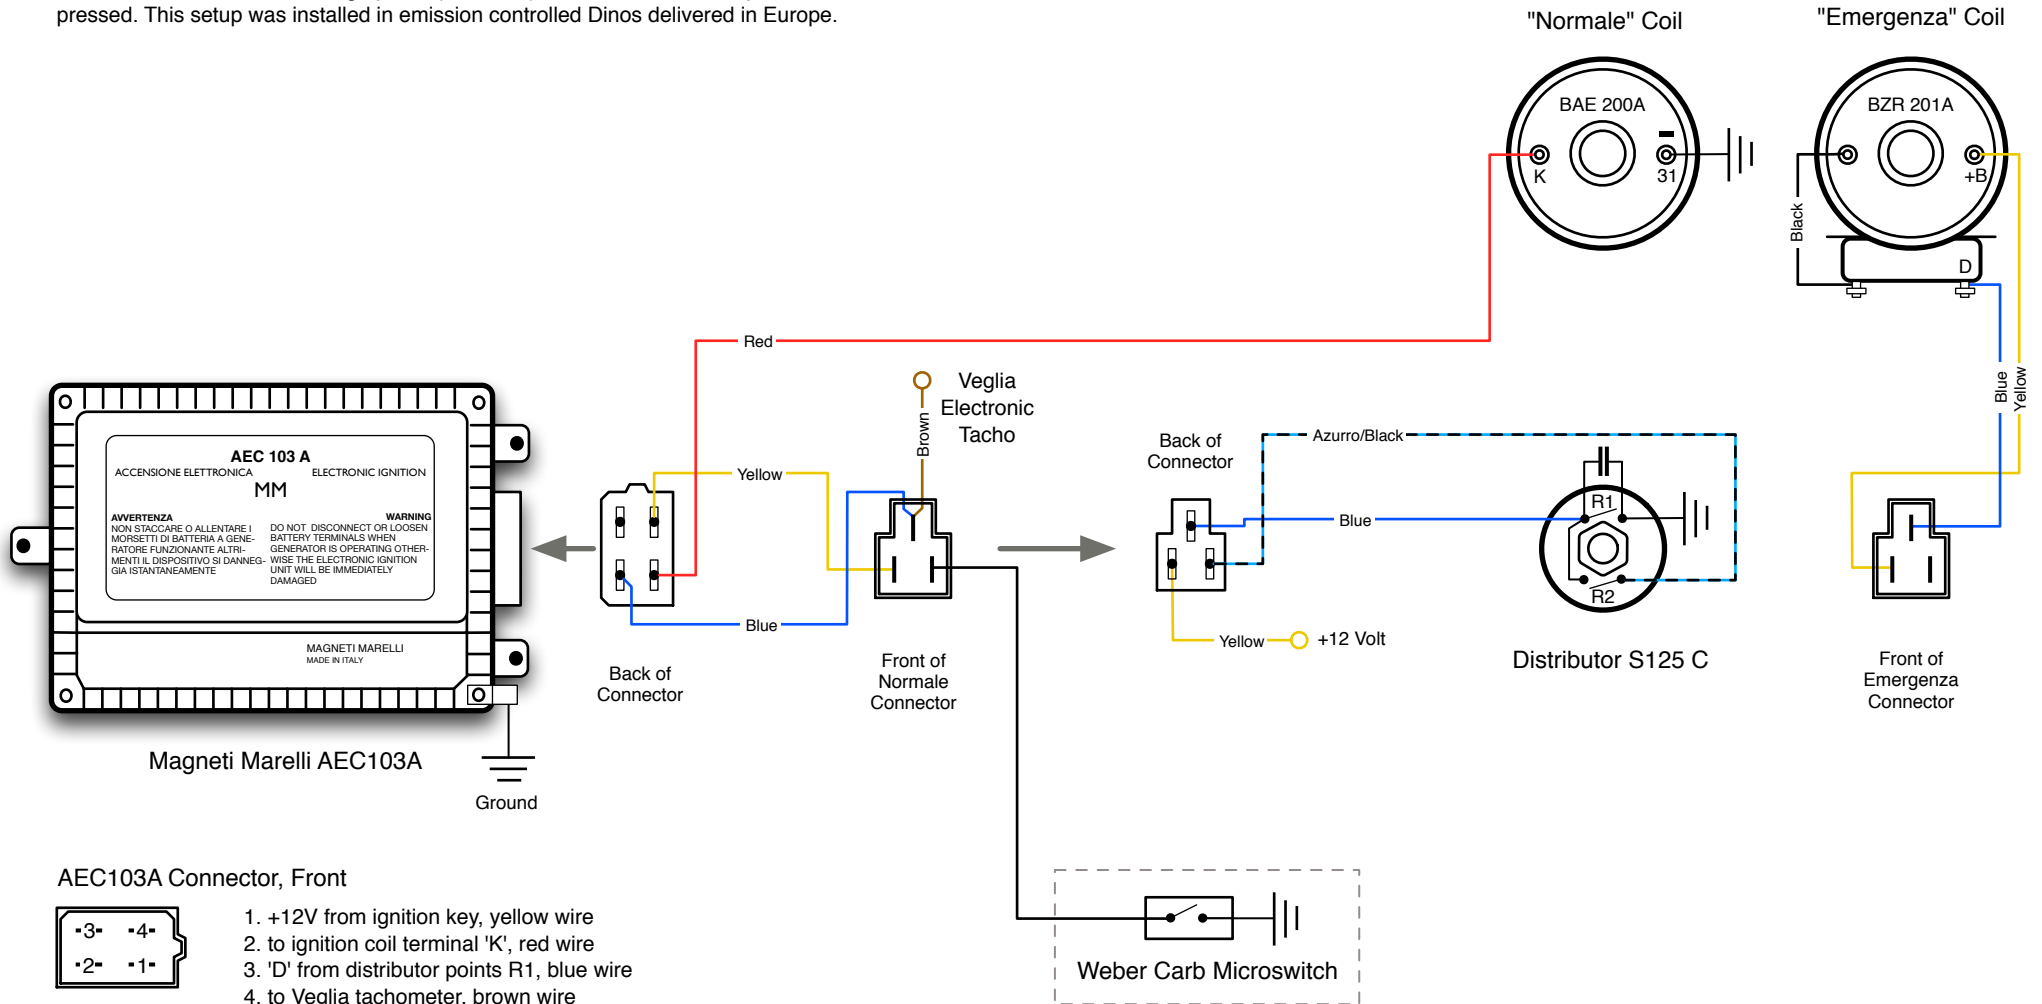 pressed. This setup was installed in emission controlled Dinos delivered in Europe.
"Normale" Coil
"Emergenza" Coil
BAE 200A
K
31
BZR 201A
+B
Black
D
Blue
Yellow
Red
Veglia
Electronic
Tacho
Brown
Yellow
Blue
Back of
Connector
Azurro/Black
Blue
R1
R2
Yellow
+12 Volt
Distributor S125 C
AEC 103 A
ACCENSIONE ELETTRONICA ELECTRONIC IGNITION
MM
AVVERTENZA
NON STACCARE O ALLENTARE I
MORSETTI DI BATTERIA A GENE-
RATORE FUNZIONANTE ALTRI-
MENTI IL DISPOSITIVO SI DANNEG-
GIA ISTANTANEAMENTE
WARNING
DO NOT DISCONNECT OR LOOSEN
BATTERY TERMINALS WHEN
GENERATOR IS OPERATING OTHER-
WISE THE ELECTRONIC IGNITION
UNIT WILL BE IMMEDIATELY
DAMAGED
MAGNETI MARELLI
MADE IN ITALY
Back of
Connector
Front of
Normale
Connector
Front of
Emergenza
Connector
Magneti Marelli AEC103A
Ground
AEC103A Connector, Front
-3- -4-
-2- -1-
1. +12V from ignition key, yellow wire
2. to ignition coil terminal 'K', red wire
3. 'D' from distributor points R1, blue wire
4. to Veglia tachometer, brown wire
Weber Carb Microswitch